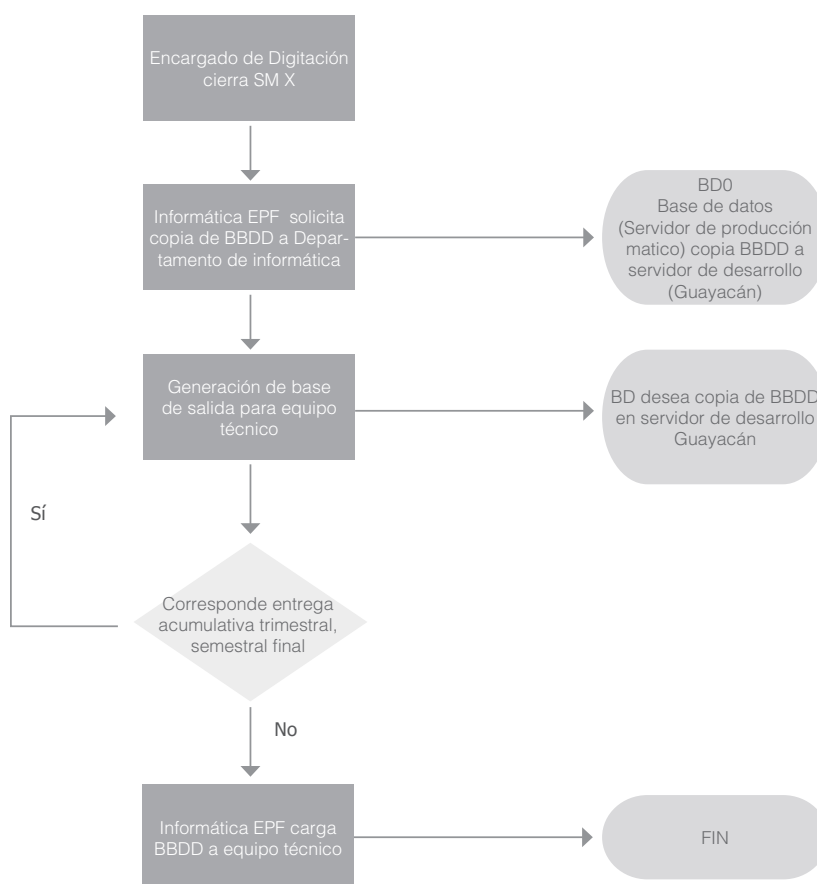 Encargado de Digitación
cierra SM X
Informática EPF solicita
copia de BBDD a Depar-
tamento de informática
BD0
Base de datos
(Servidor de producción
matico) copia BBDD a
servidor de desarrollo
(Guayacán)
Generación de base
de salida para equipo
técnico
BD desea copia de BBDD
en servidor de desarrollo
Guayacán
Sí
Corresponde entrega
acumulativa trimestral,
semestral final
No
Informática EPF carga
BBDD a equipo técnico
FIN